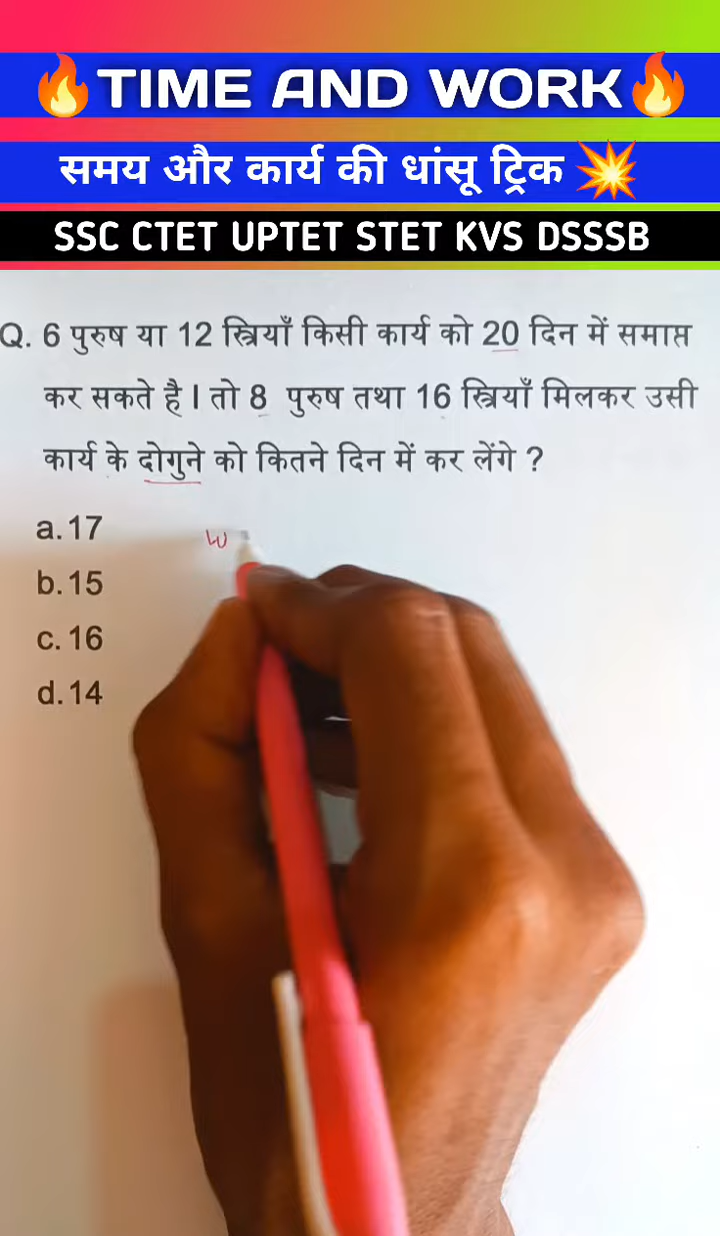 🔥TIME AND WORK🔥
समय और कार्य की धांसू ट्रिक 💥
SSC CTET UPTET STET KVS DSSSB
Q. 6 पुरुष या 12 स्त्रियाँ किसी कार्य को 20 दिन में समाप्त
कर सकते है । तो 8 पुरुष तथा 16 स्त्रियाँ मिलकर उसी
कार्य के दोगुने को कितने दिन में कर लेंगे ?
a. 17
b. 15
c. 16
d. 14
W